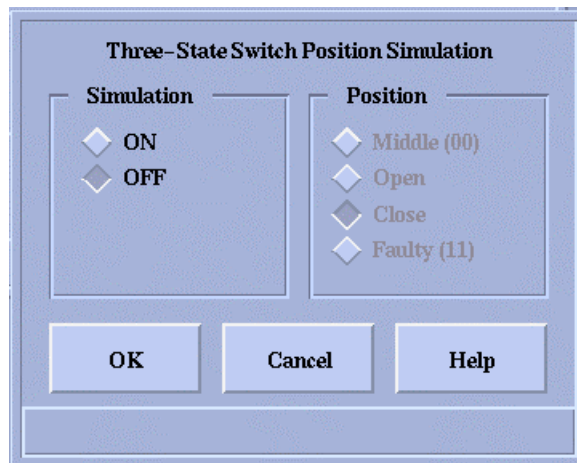 Three-State Switch Position Simulation
Simulation
ON
OFF
Position
Middle (00)
Open
Close
Faulty (11)
OK
Cancel
Help